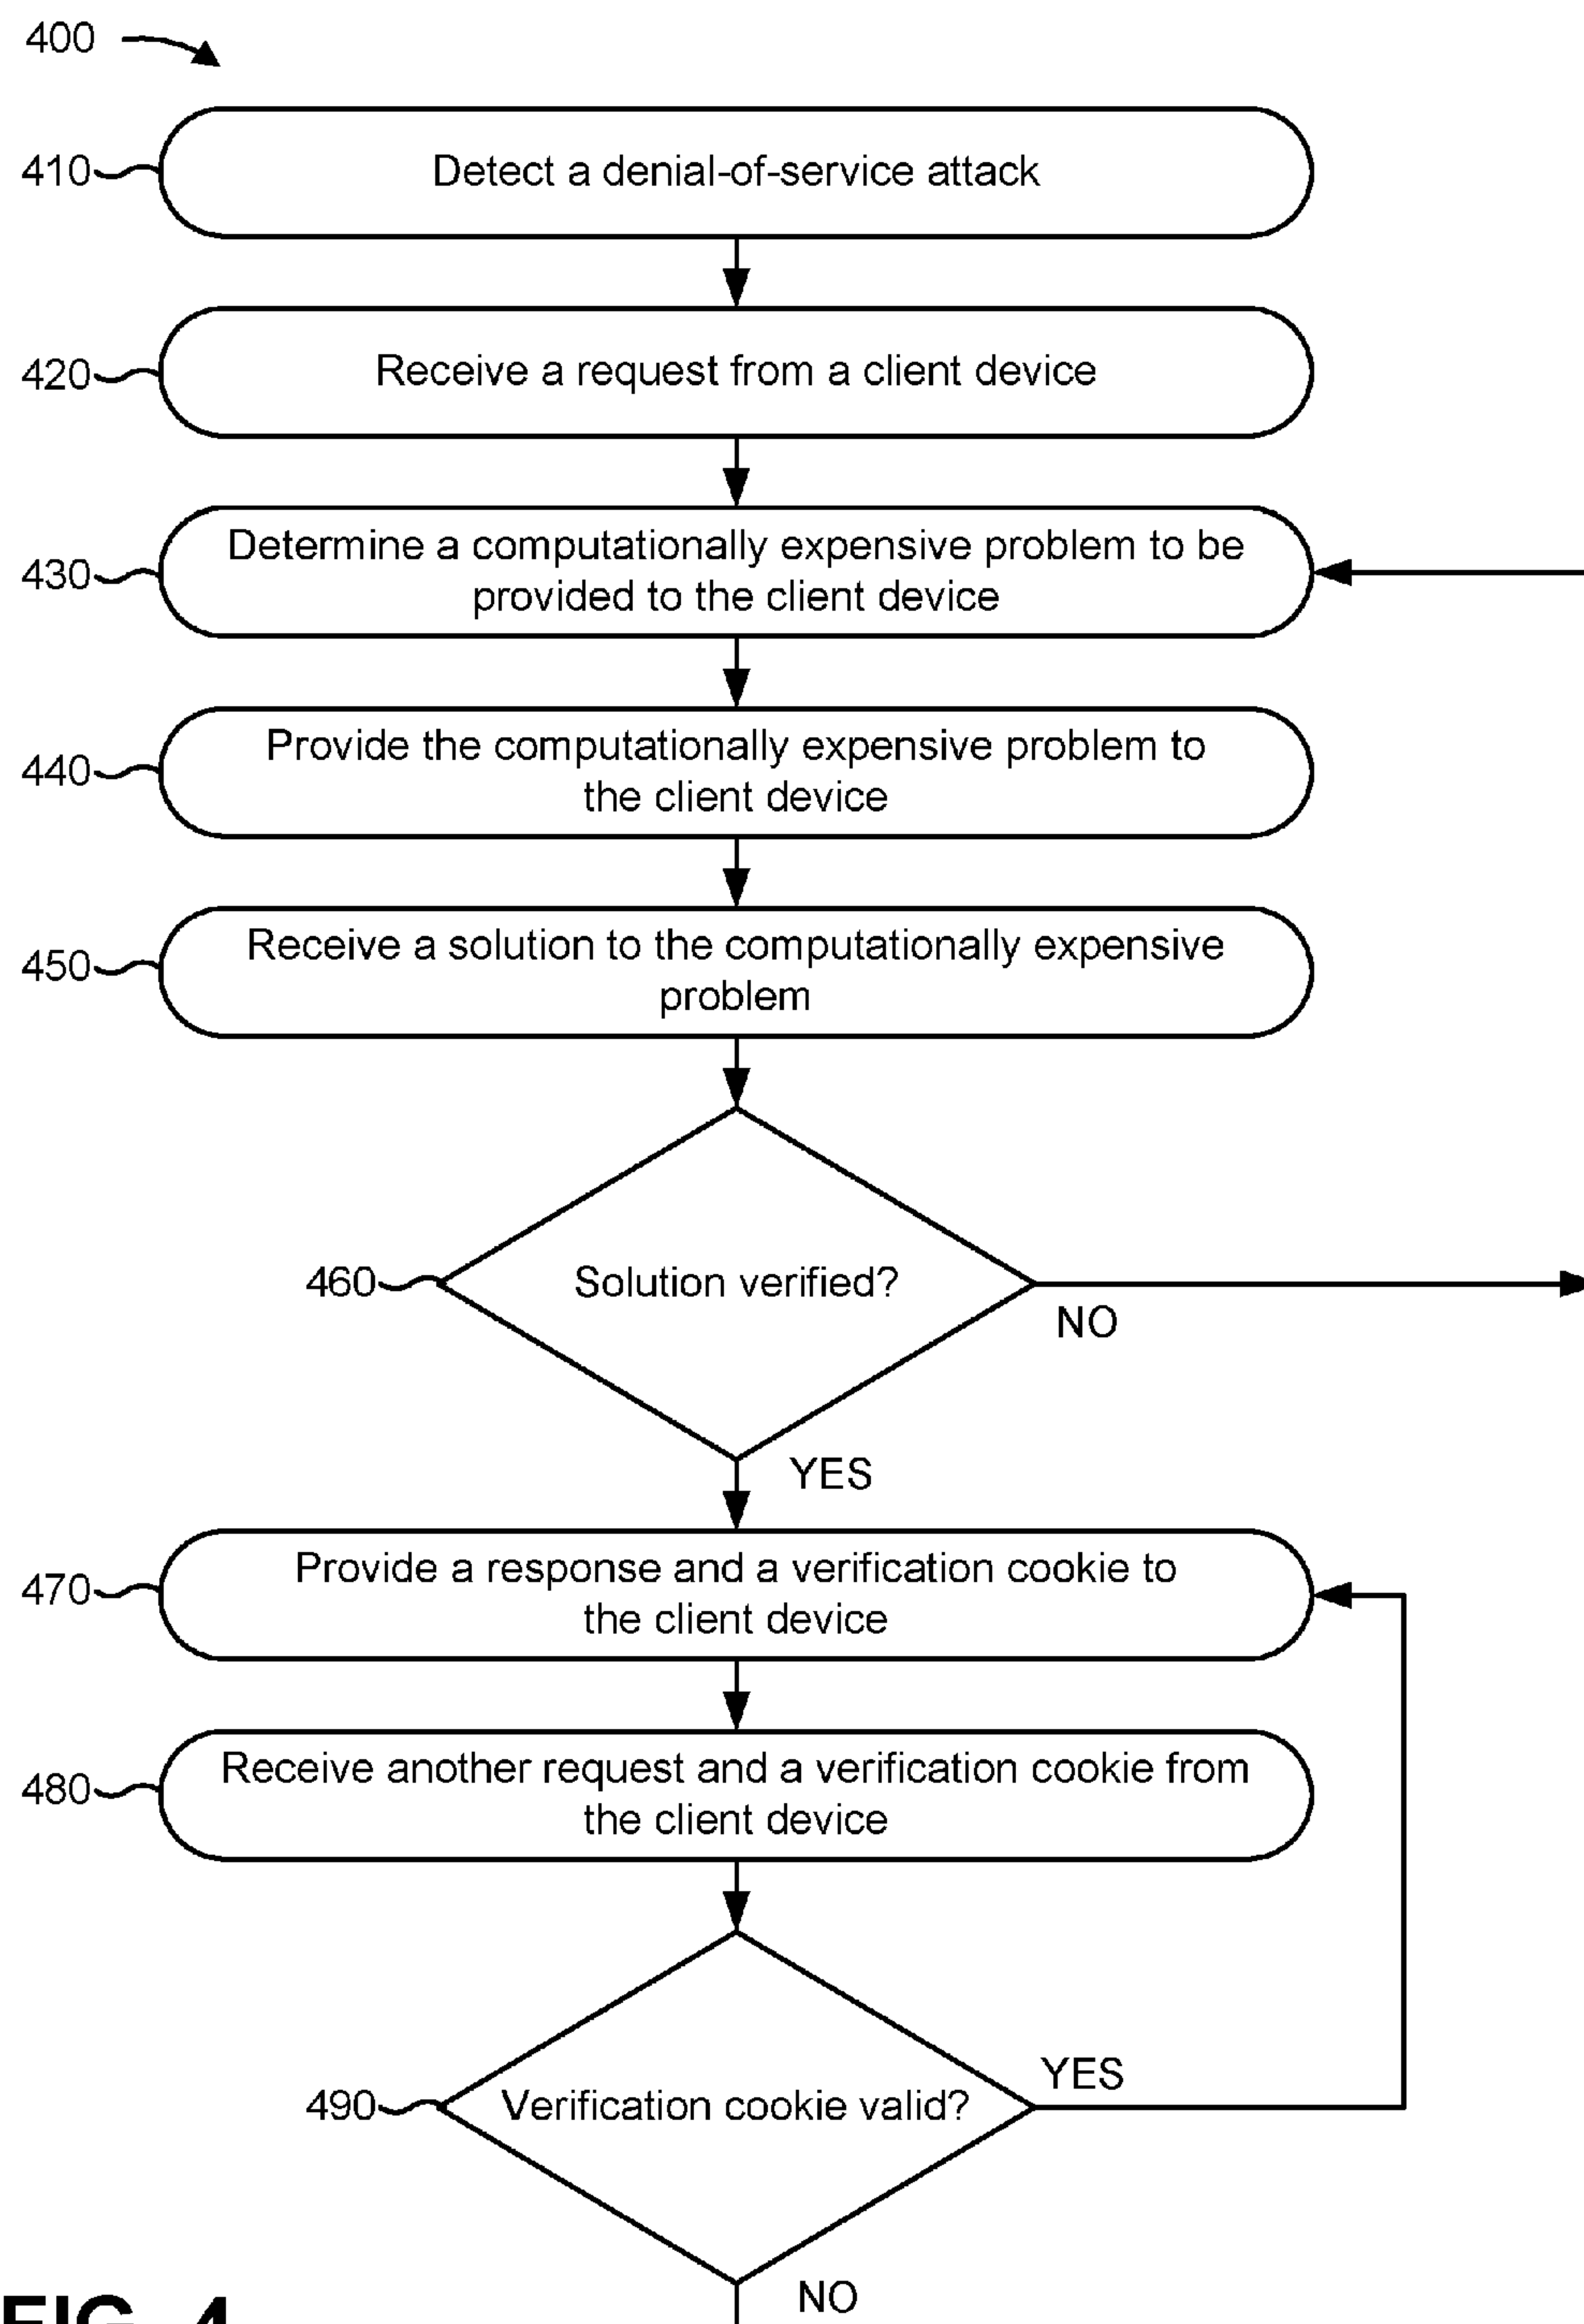 400
410
Detect a denial-of-service attack
420
Receive a request from a client device
430
Determine a computationally expensive problem to be
provided to the client device
440
Provide the computationally expensive problem to
the client device
450
Receive a solution to the computationally expensive
problem
460
Solution verified?
NO
YES
470
Provide a response and a verification cookie to
the client device
480
Receive another request and a verification cookie from
the client device
YES
490
Verification cookie valid?
NO
FIG. 4